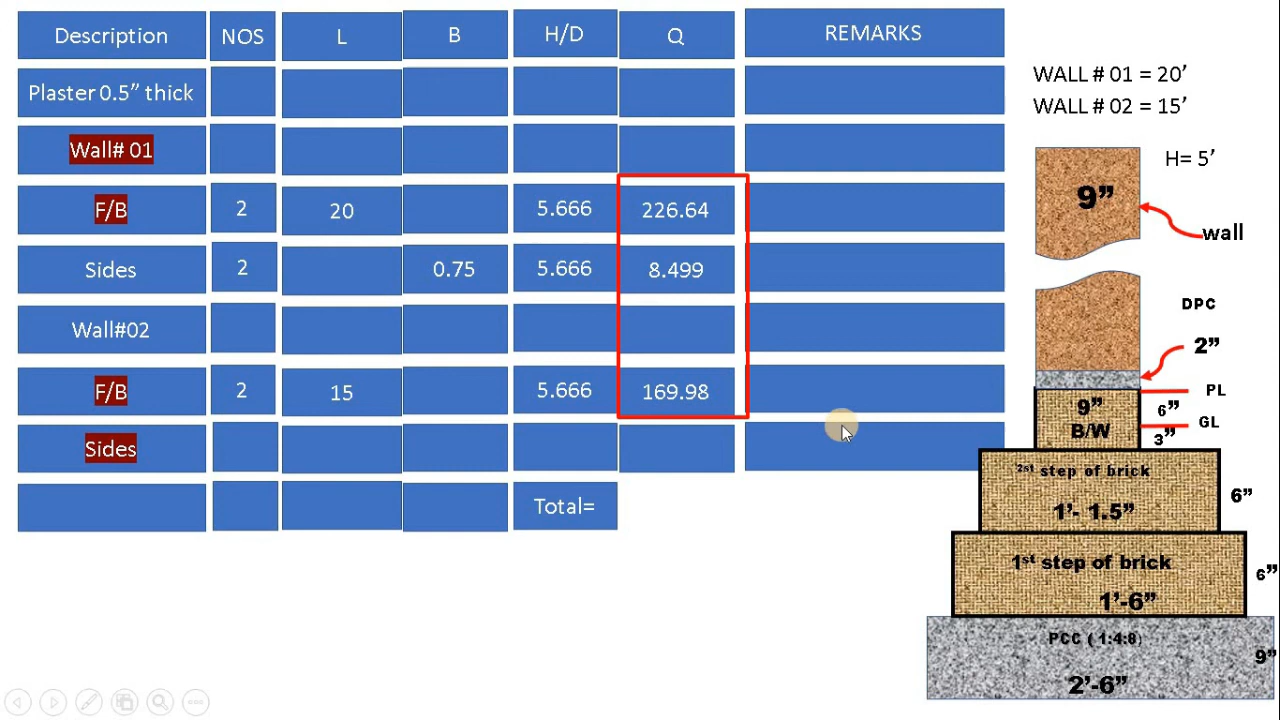 Description NOS L B H/D Q REMARKS
Plaster 0.5” thick
Wall# 01
F/B 2 20 5.666 226.64
Sides 2 0.75 5.666 8.499
Wall#02
F/B 2 15 5.666 169.98
Sides
Total=
WALL # 01 = 20’
WALL # 02 = 15’
H= 5’
9”
wall
DPC
2”
PL
9”
B/W
6”
GL
3”
2st step of brick
1’- 1.5”
6”
1st step of brick
1’-6”
6”
PCC ( 1:4:8)
2’-6”
9”